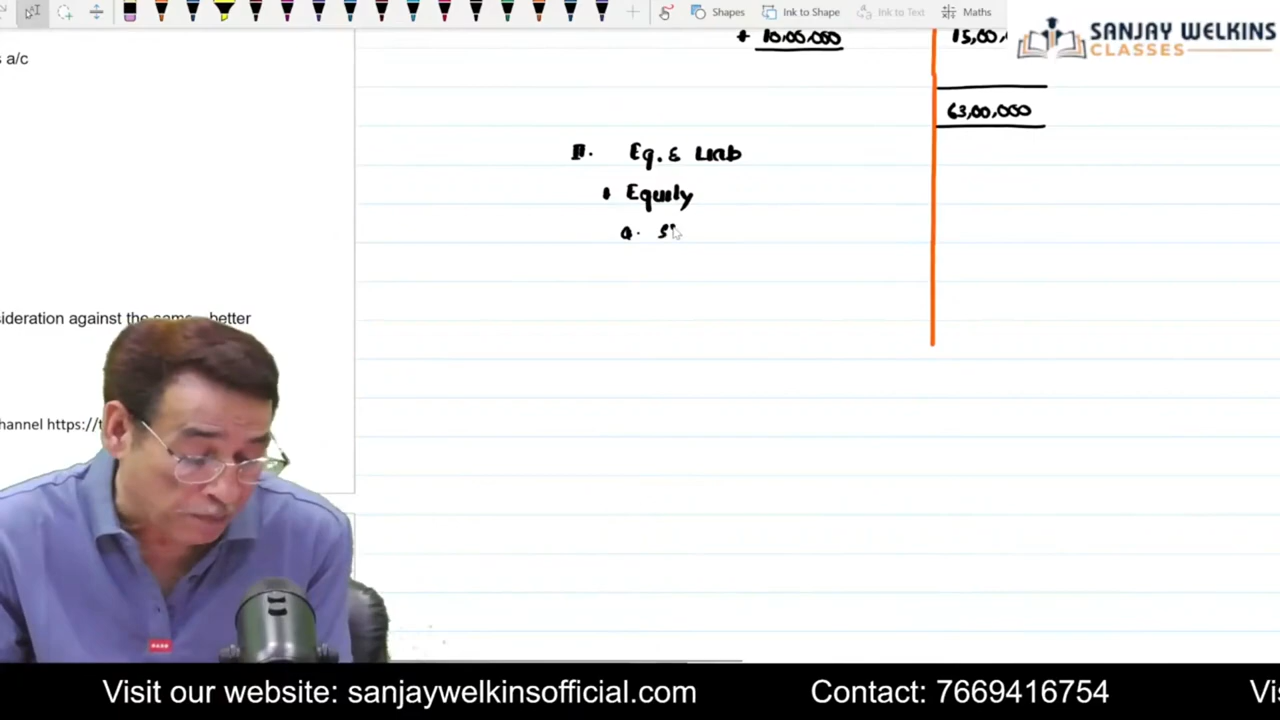 Shapes
Ink to Shape
Ink to Text
Maths
SANJAY WELKINS
CLASSES
s a/c
+ 10,00,000
15,00,
63,00,000
II. Eq. & Liab
1 Equity
a. S
sideration against the same better
hannel https://t
Visit our website: sanjaywelkinsofficial.com
Contact: 7669416754
Vis